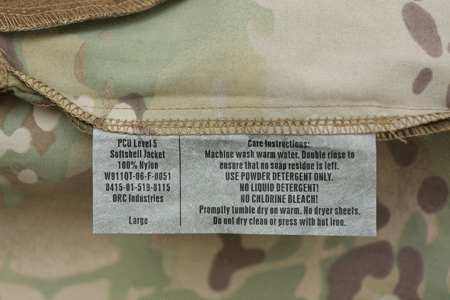 PCU Level 5
Softshell Jacket
100% Nylon
W911QT-06-F-0051
8415-01-519-8115
ORC Industries
Large
Care Instructions:
Machine wash warm water. Double rinse to
ensure that no soap residue is left.
USE POWDER DETERGENT ONLY.
NO LIQUID DETERGENT!
NO CHLORINE BLEACH!
Promptly tumble dry on warm. No dryer sheets.
Do not dry clean or press with hot iron.